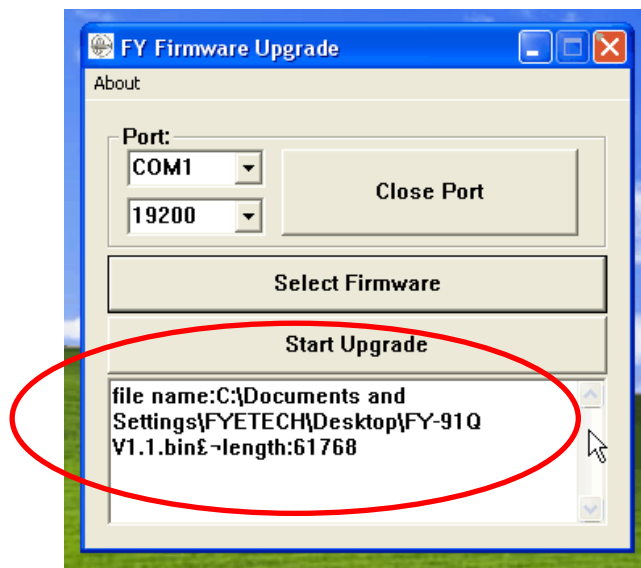 FY Firmware Upgrade
About
Port:
COM1
Close Port
19200
Select Firmware
Start Upgrade
file name:C:\Documents and
Settings\FYETECH\Desktop\FY-91Q
V1.1.bin£¬length:61768